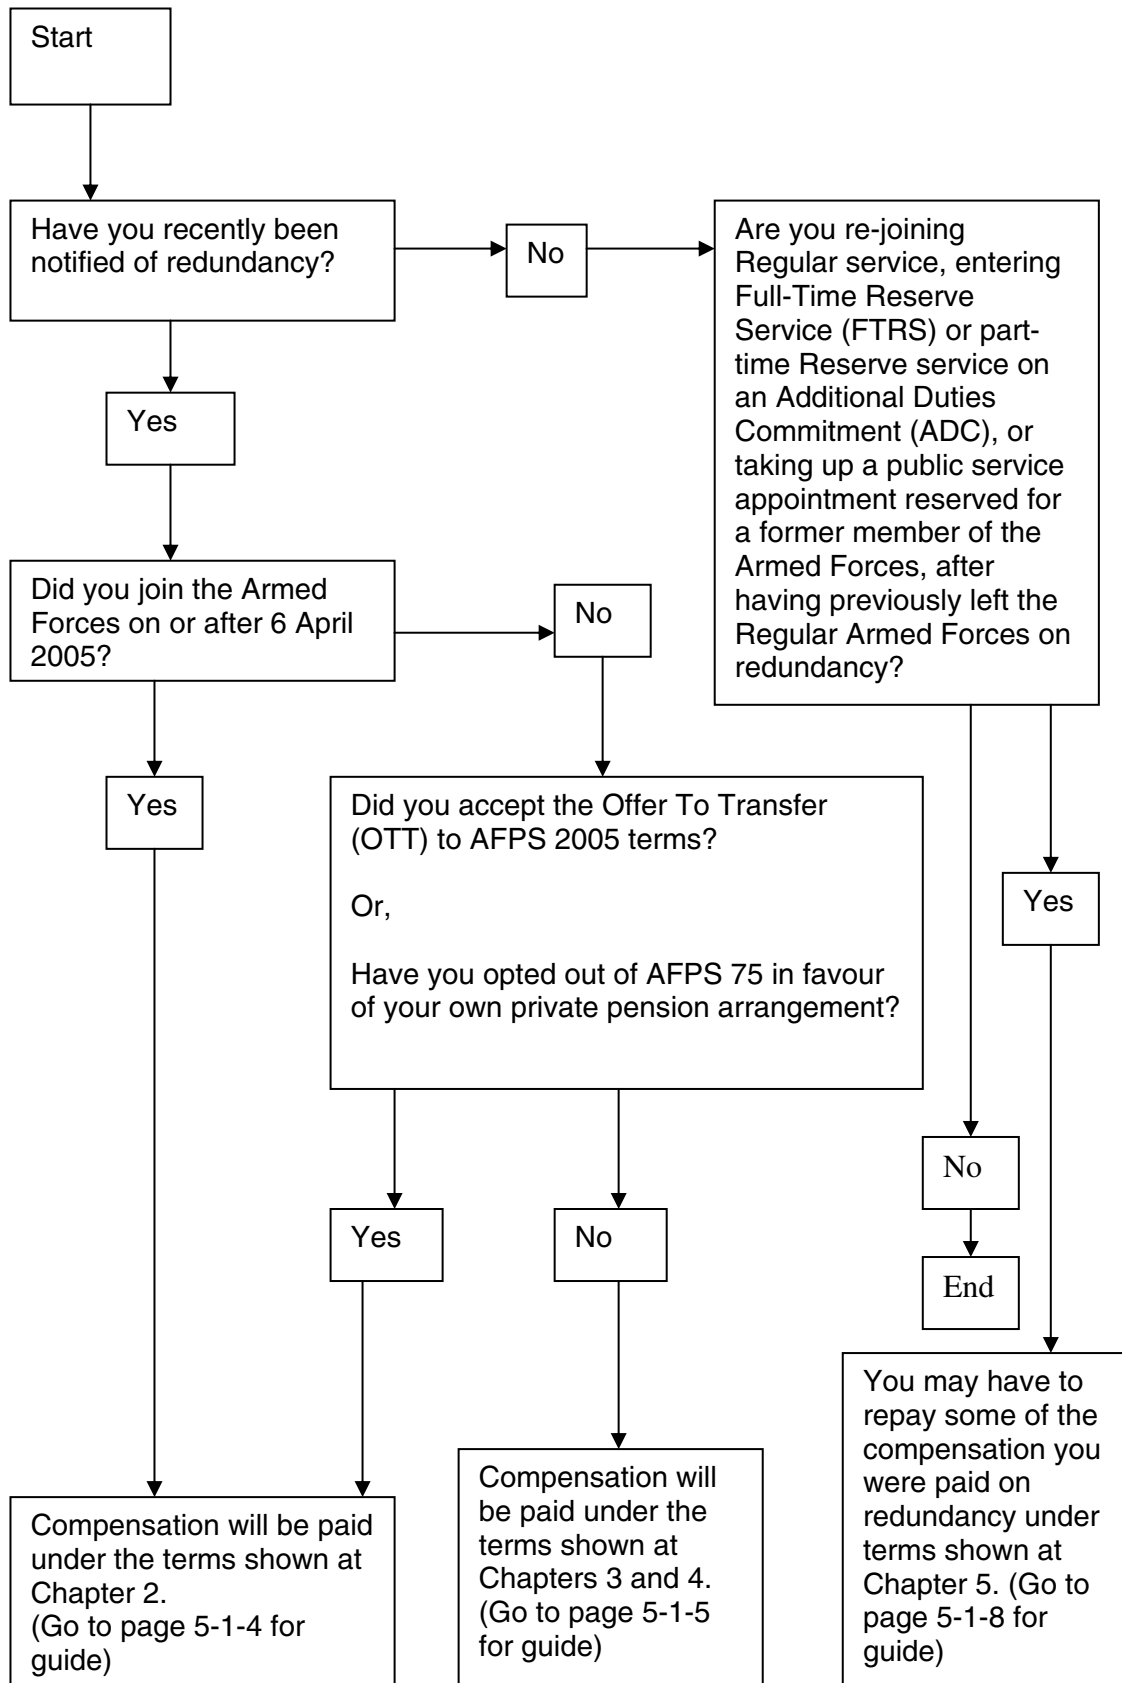 Start
Have you recently been
notified of redundancy?
No
Are you re-joining
Regular service, entering
Full-Time Reserve
Service (FTRS) or part-
time Reserve service on
an Additional Duties
Commitment (ADC), or
taking up a public service
appointment reserved for
a former member of the
Armed Forces, after
having previously left the
Regular Armed Forces on
redundancy?
Yes
Did you join the Armed
Forces on or after 6 April
2005?
No
Yes
Did you accept the Offer To Transfer
(OTT) to AFPS 2005 terms?
Or,
Have you opted out of AFPS 75 in favour
of your own private pension arrangement?
Yes
No
End
Yes
No
Compensation will be paid
under the terms shown at
Chapter 2.
(Go to page 5-1-4 for
guide)
Compensation will
be paid under the
terms shown at
Chapters 3 and 4.
(Go to page 5-1-5
for guide)
You may have to
repay some of the
compensation you
were paid on
redundancy under
terms shown at
Chapter 5. (Go to
page 5-1-8 for
guide)